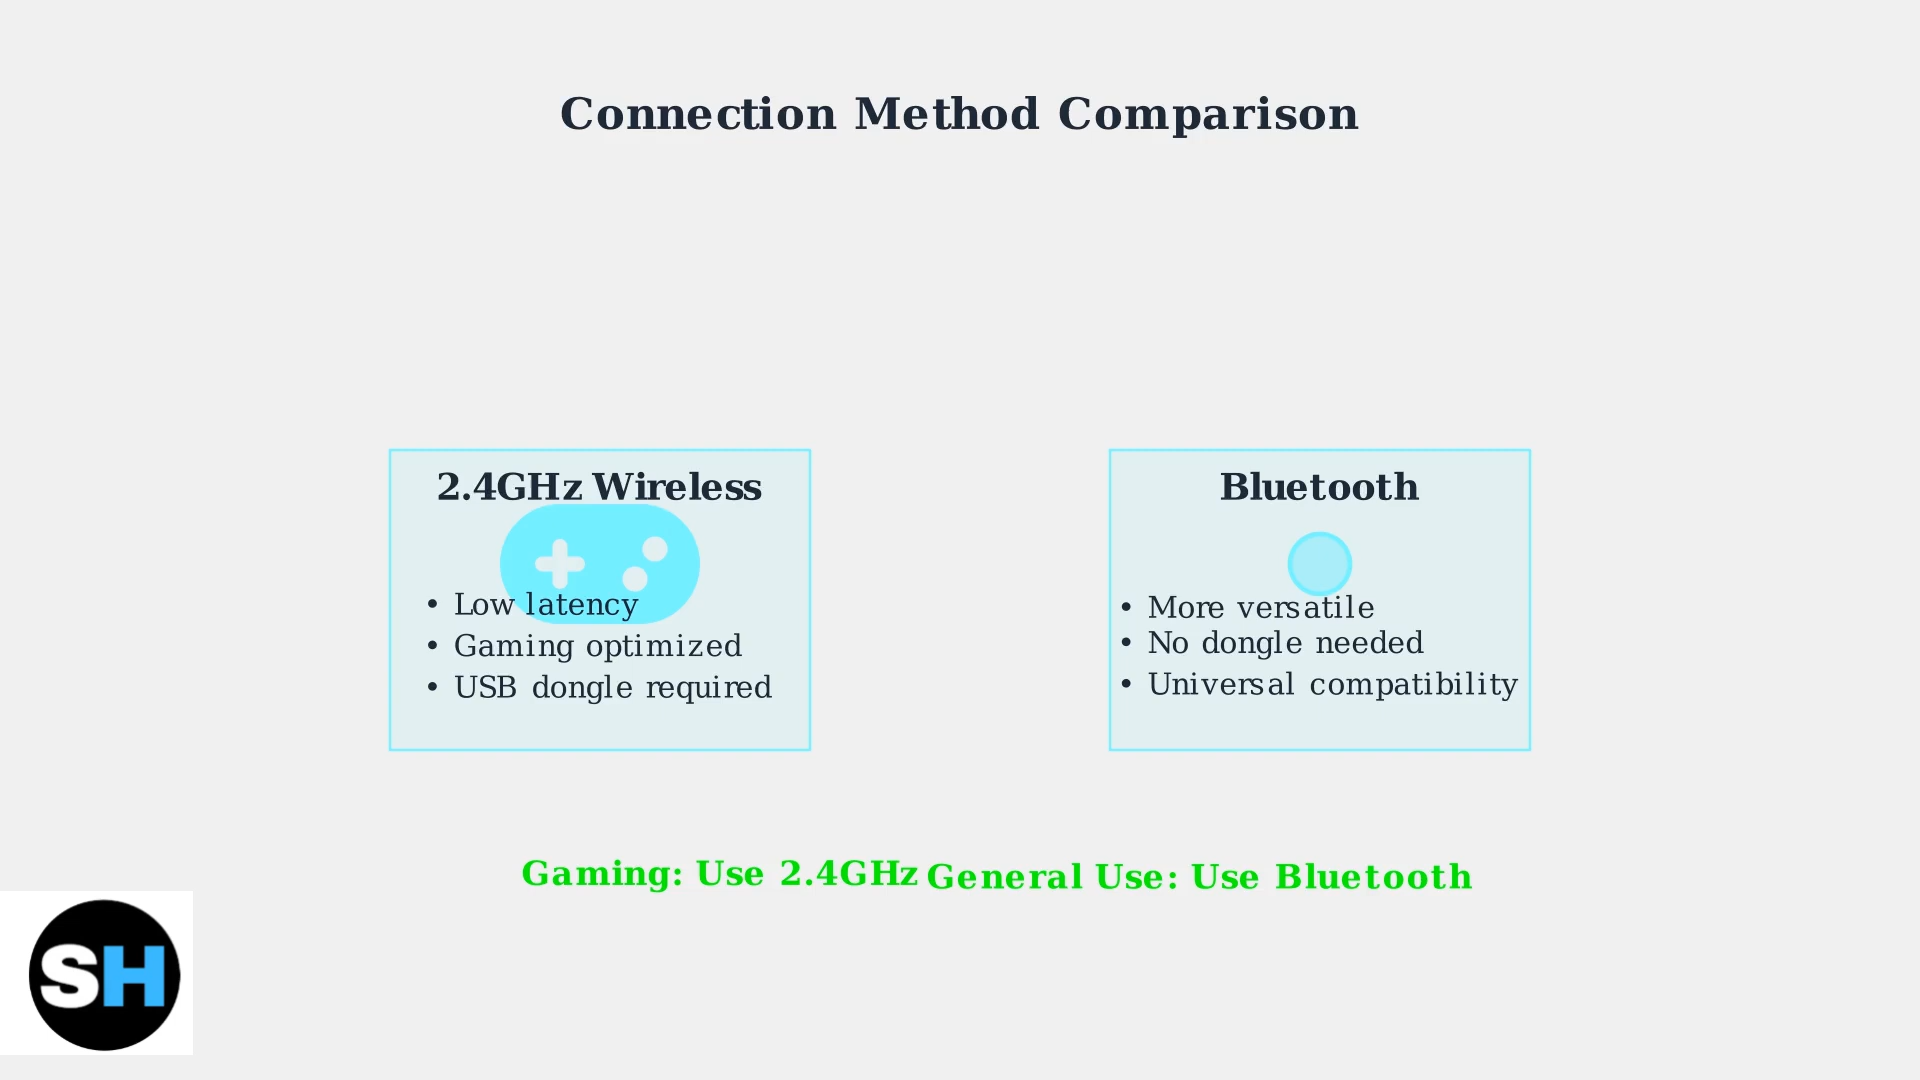 Connection Method Comparison
2.4GHz Wireless
• Low latency
• Gaming optimized
• USB dongle required
Bluetooth
• More versatile
• No dongle needed
• Universal compatibility
Gaming: Use 2.4GHz
General Use: Use Bluetooth
SH